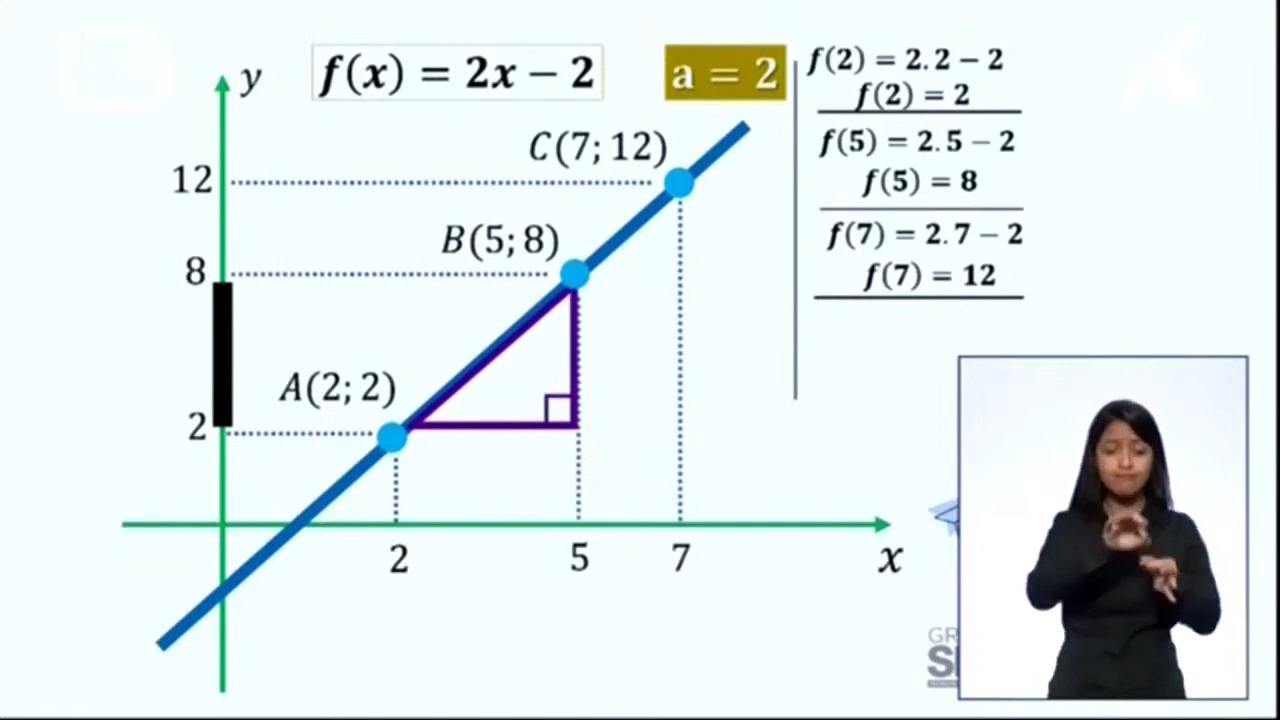 y
f(x) = 2x − 2
a = 2
f(2) = 2.2 − 2
f(2) = 2
f(5) = 2.5 − 2
f(5) = 8
f(7) = 2.7 − 2
f(7) = 12
C(7; 12)
12
B(5; 8)
8
A(2; 2)
2
2 5 7 x